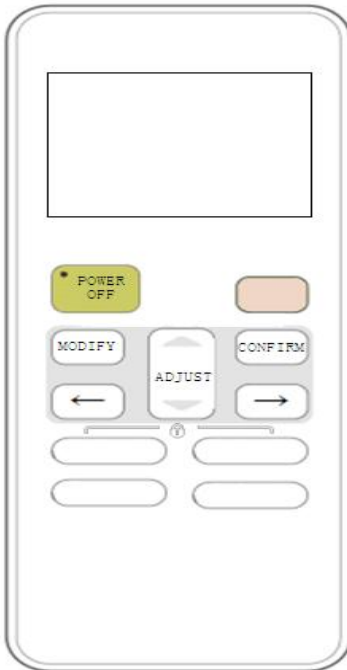 POWER
OFF
MODIFY
ADJUST
CONFIRM
←
→